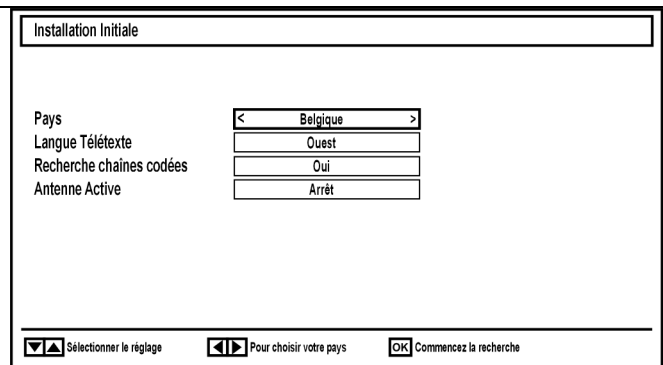 Installation Initiale
Pays < Belgique >
Langue Télétexte Ouest
Recherche chaînes codées Oui
Antenne Active Arrêt
Sélectionner le réglage Pour choisir votre pays OK Commencez la recherche